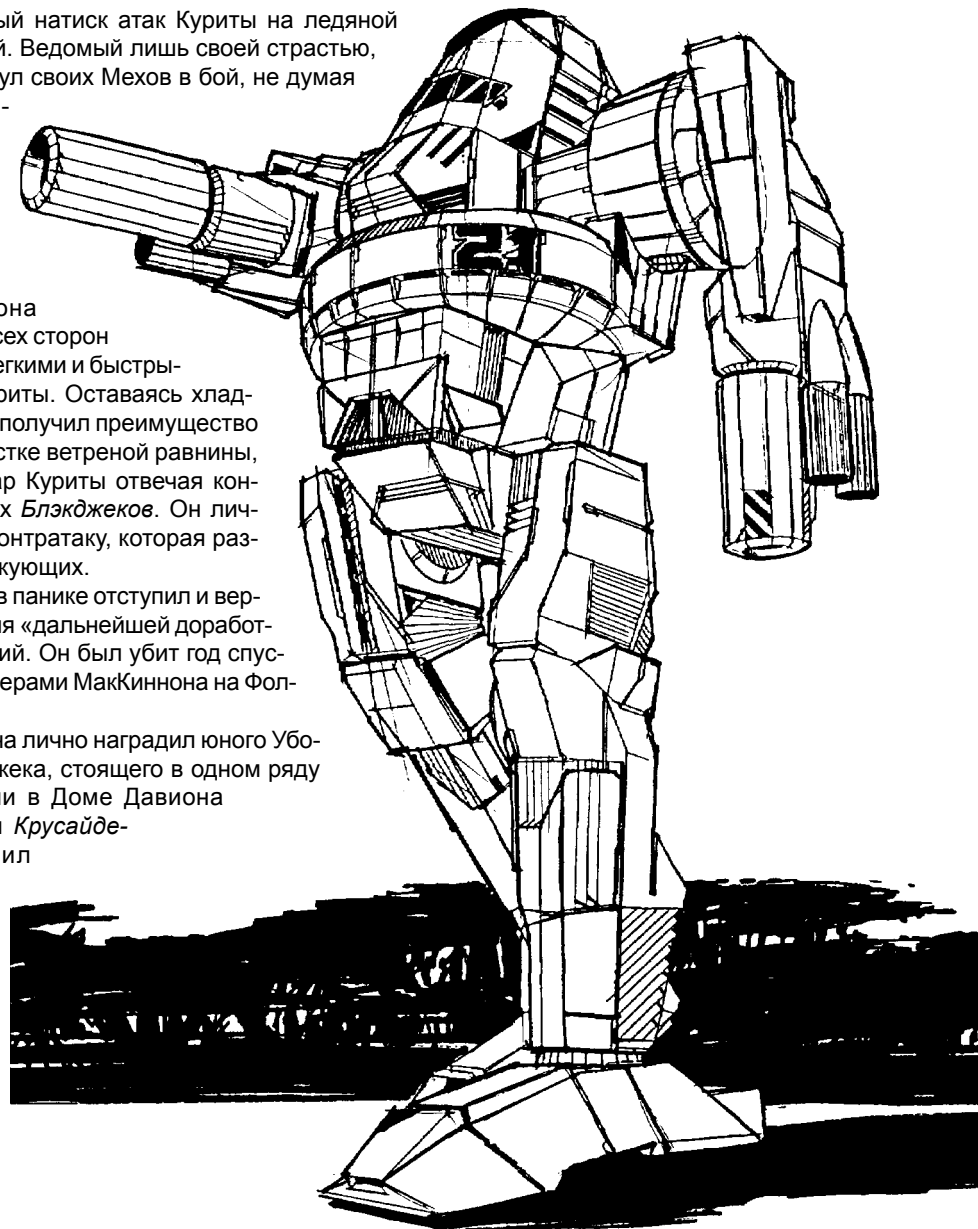 ый натиск атак Куриты на ледяной
й. Ведомый лишь своей страстью,
ул своих Мехов в бой, не думая
-
она
сех сторон
егкими и быстры-
риты. Оставаясь хлад-
получил преимущество
стке ветреной равнины,
ар Куриты отвечая кон-
х Блэкджеков. Он лич-
онтратаку, которая раз-
кующих.
в панике отступил и вер-
ля «дальнейшей доработ-
ий. Он был убит год спус-
ерами МакКиннона на Фол-
на лично наградил юного Убо-
жека, стоящего в одном ряду
ли в Доме Давиона
и Крусайде-
ил